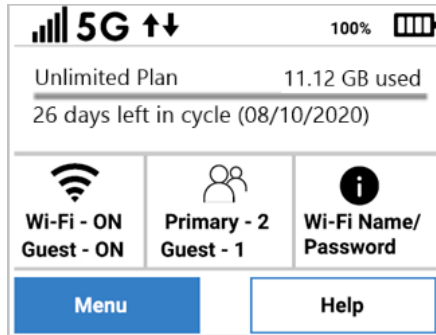 5G 100%
Unlimited Plan 11.12 GB used
26 days left in cycle (08/10/2020)
Wi-Fi - ON Primary - 2 Wi-Fi Name/
Guest - ON Guest - 1 Password
Menu Help